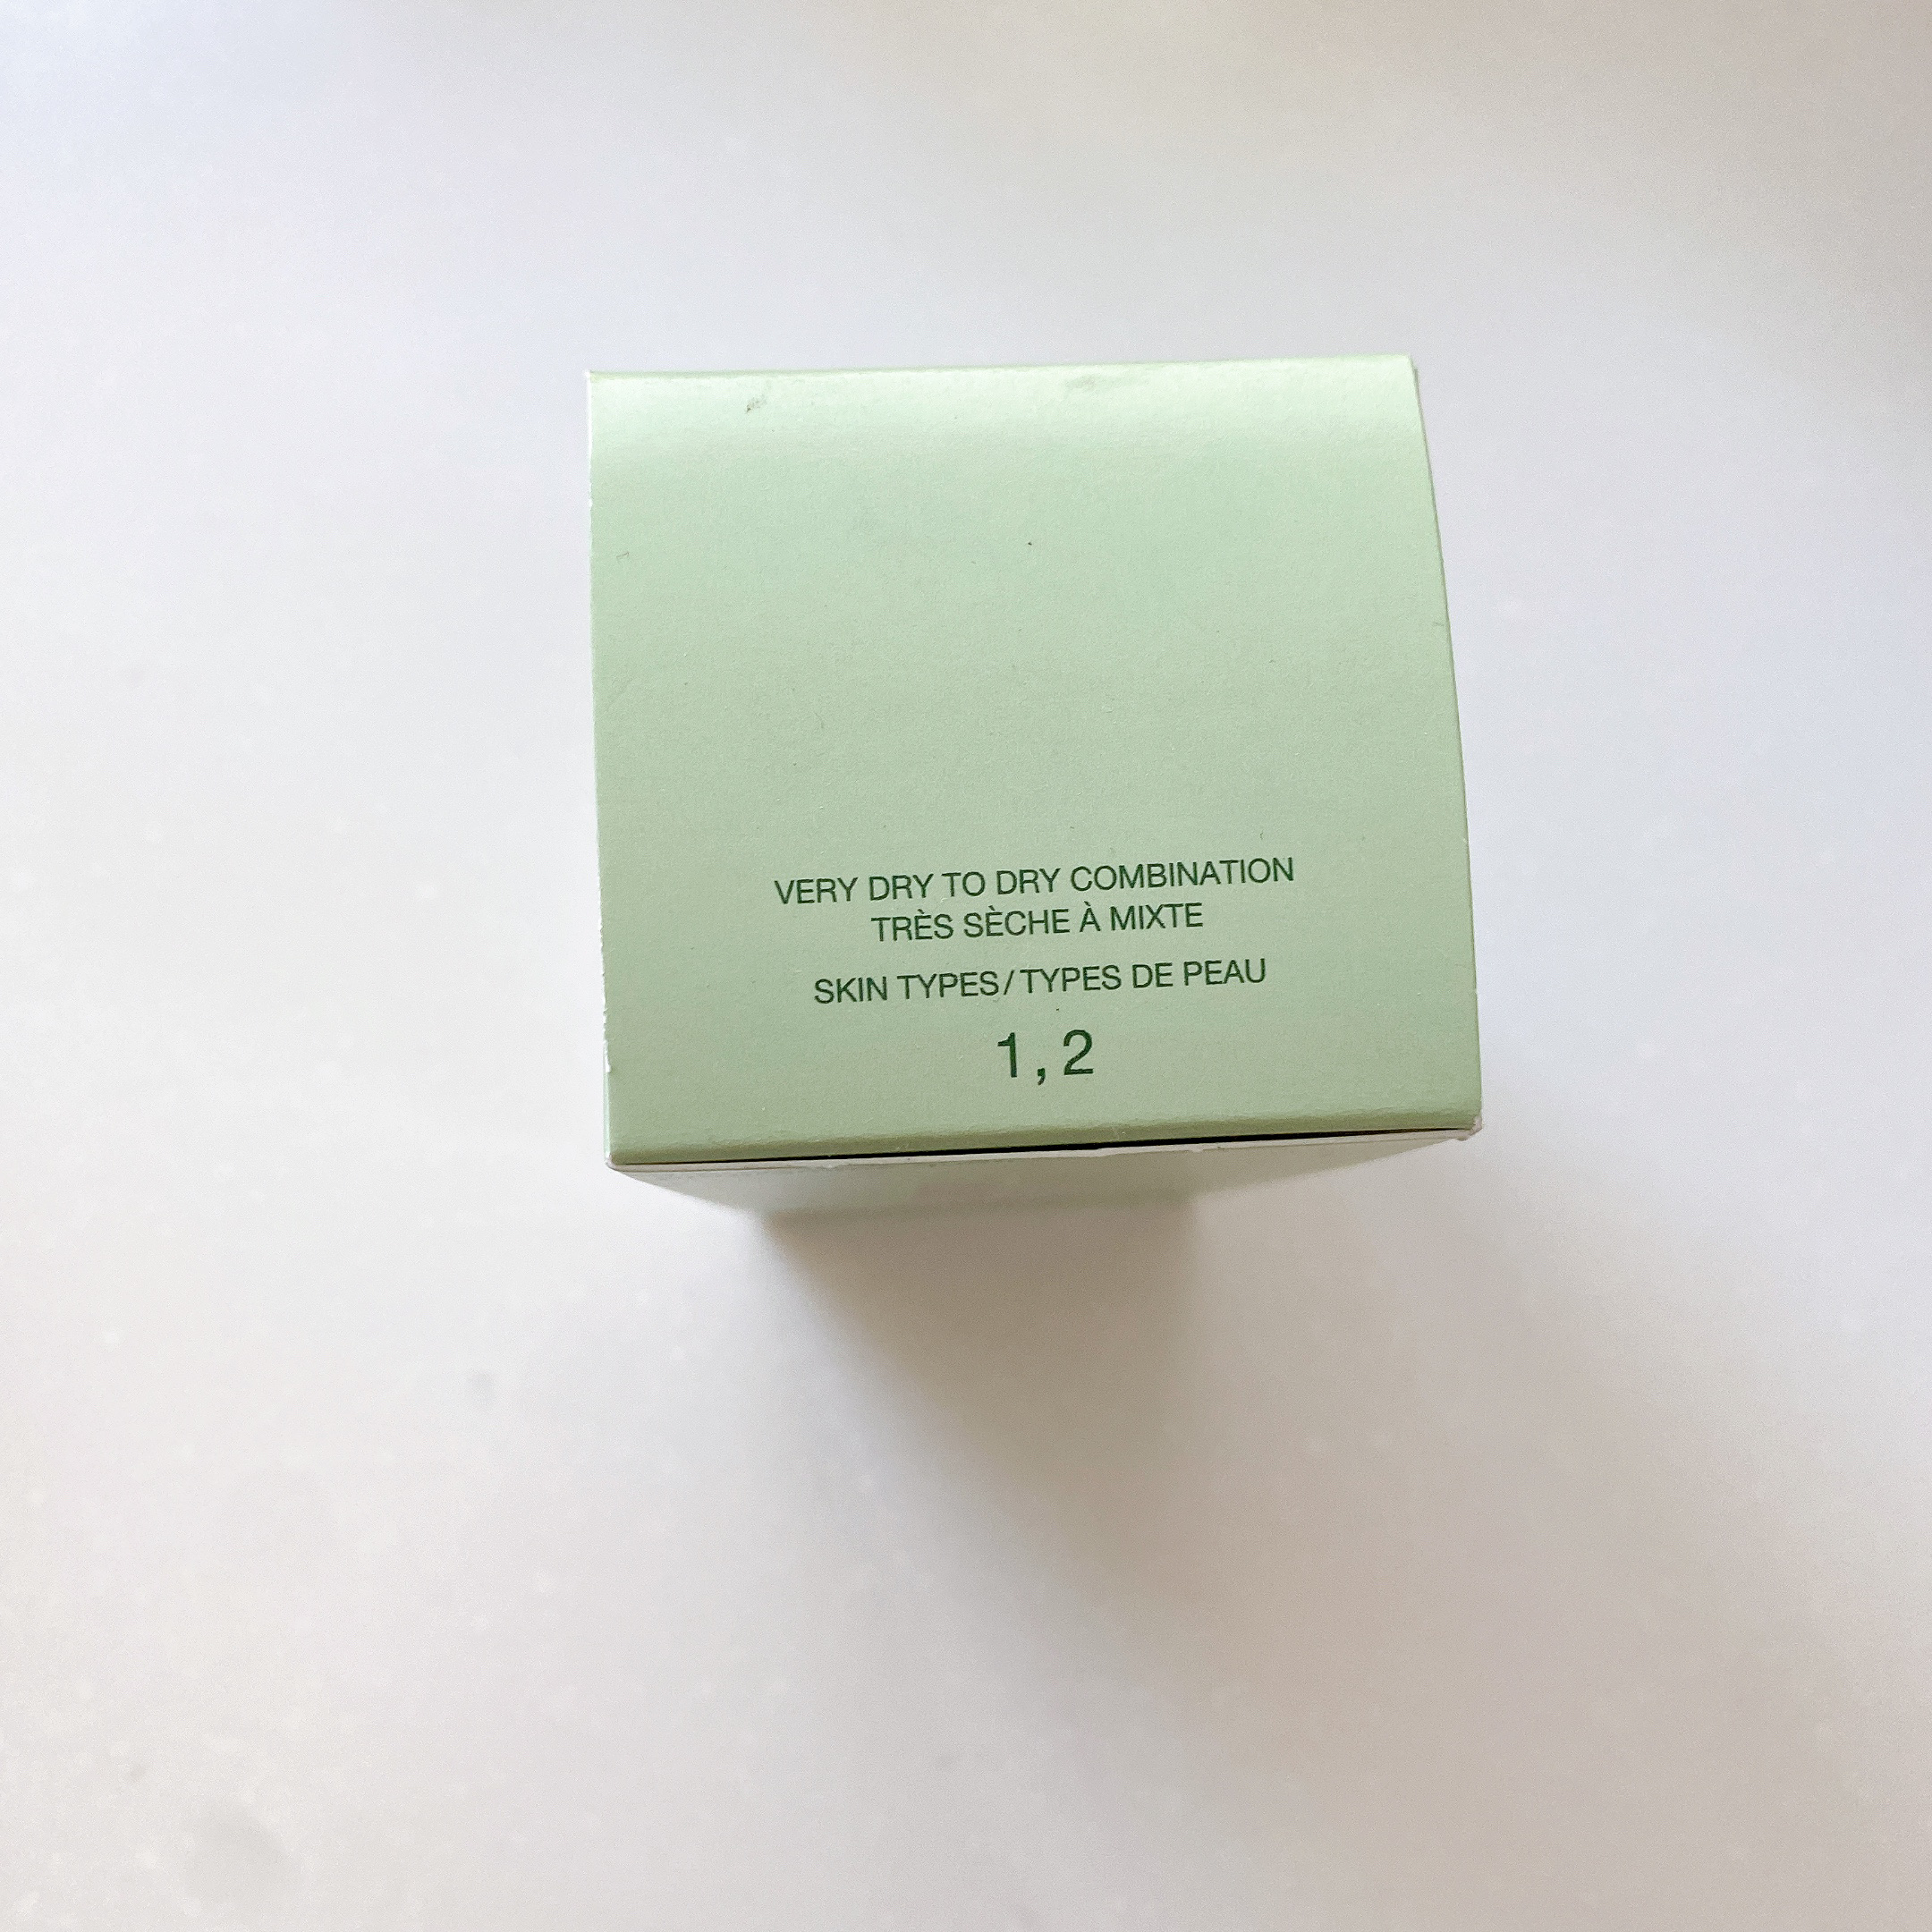 VERY DRY TO DRY COMBINATION
TRÈS SÈCHE À MIXTE
SKIN TYPES/TYPES DE PEAU
1, 2